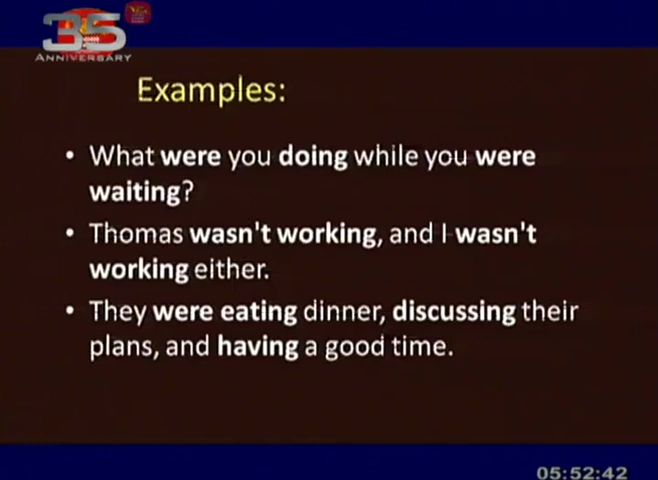 35
ANNIVERSARY
Examples:
• What were you doing while you were
waiting?
• Thomas wasn't working, and I wasn't
working either.
• They were eating dinner, discussing their
plans, and having a good time.
05:52:42